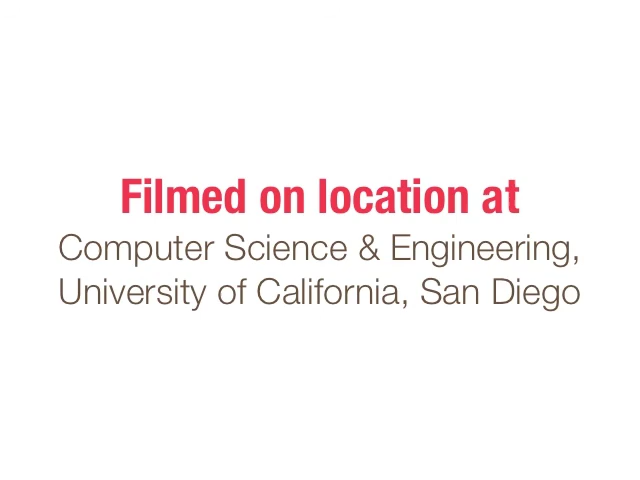 Filmed on location at
Computer Science & Engineering,
University of California, San Diego